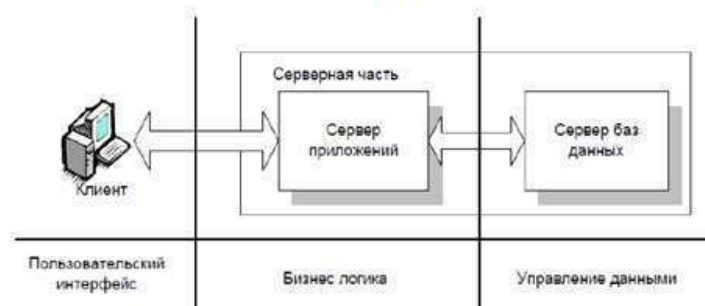 Серверная часть
Сервер
приложений
Сервер баз
данных
Клиент
Пользовательский
интерфейс
Бизнес логика
Управление данными